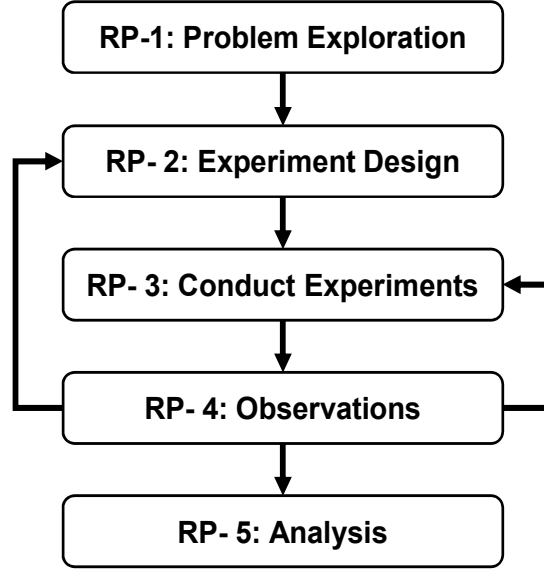 RP-1: Problem Exploration
RP- 2: Experiment Design
RP- 3: Conduct Experiments
RP- 4: Observations
RP- 5: Analysis